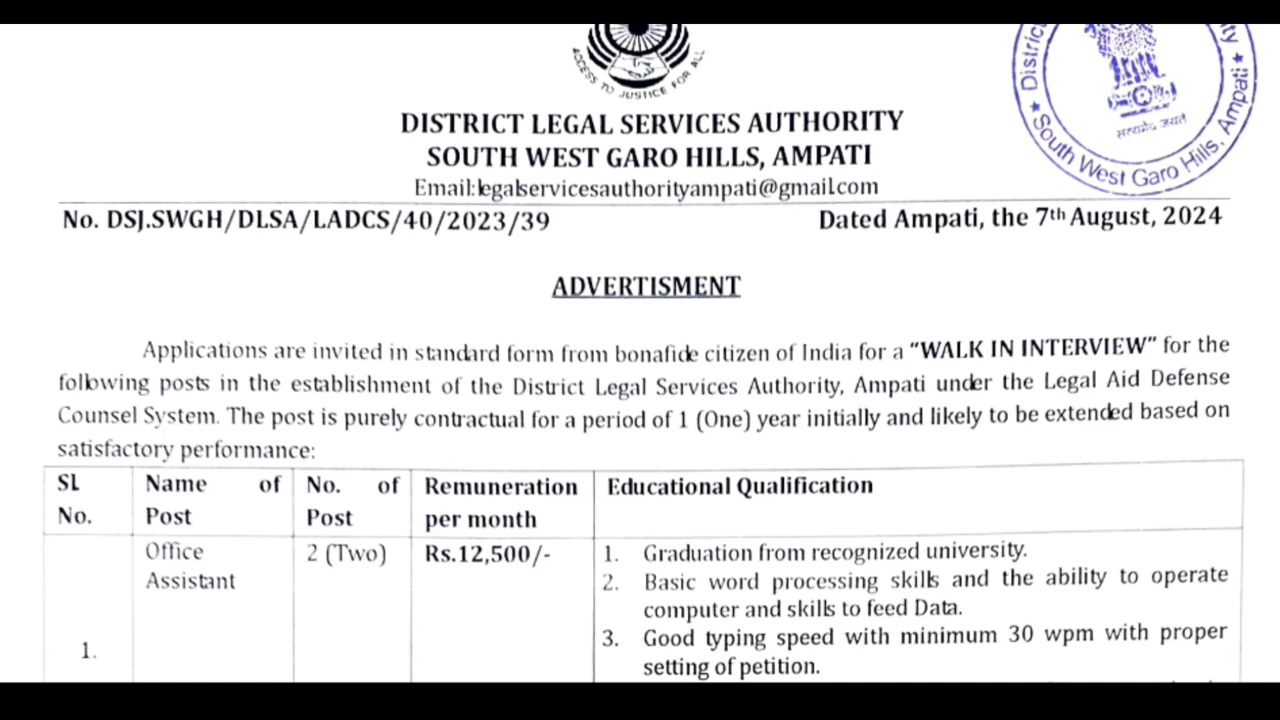 ACCESS TO JUSTICE FOR ALL
District
ty
★ South West Garo Hills, Ampati ★
सत्यमेव जयते
DISTRICT LEGAL SERVICES AUTHORITY
SOUTH WEST GARO HILLS, AMPATI
Email:legalservicesauthorityampati@gmail.com
No. DSJ.SWGH/DLSA/LADCS/40/2023/39 Dated Ampati, the 7th August, 2024
ADVERTISMENT
Applications are invited in standard form from bonafide citizen of India for a “WALK IN INTERVIEW” for the
following posts in the establishment of the District Legal Services Authority, Ampati under the Legal Aid Defense
Counsel System. The post is purely contractual for a period of 1 (One) year initially and likely to be extended based on
satisfactory performance:
Sl. No.
Name of Post
No. of Post
Remuneration per month
Educational Qualification
1.
Office Assistant
2 (Two)
Rs.12,500/-
1. Graduation from recognized university.
2. Basic word processing skills and the ability to operate
computer and skills to feed Data.
3. Good typing speed with minimum 30 wpm with proper
setting of petition.